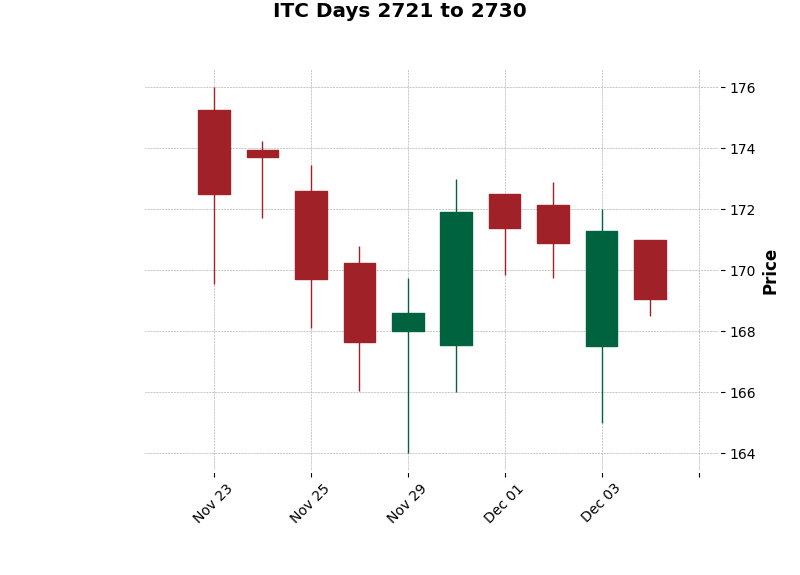 ITC Days 2721 to 2730
176
174
172
170
168
166
164
Price
Nov 23
Nov 25
Nov 29
Dec 01
Dec 03